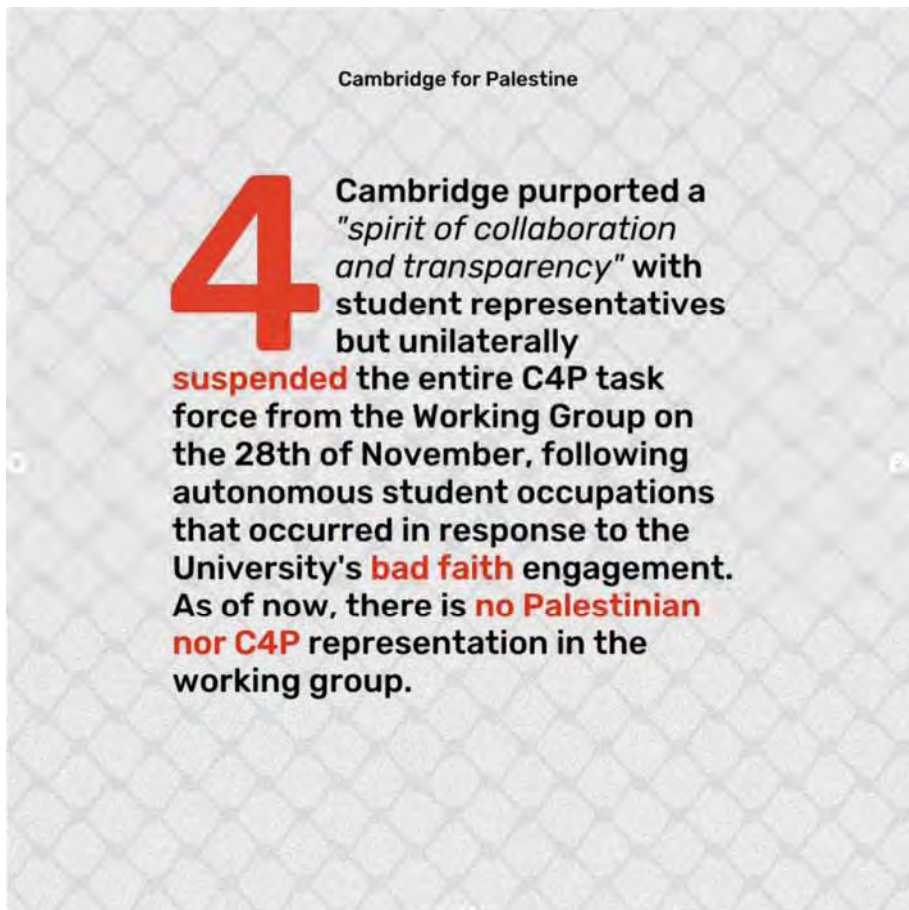 Cambridge for Palestine
4
Cambridge purported a
"spirit of collaboration
and transparency" with
student representatives
but unilaterally
suspended the entire C4P task
force from the Working Group on
the 28th of November, following
autonomous student occupations
that occurred in response to the
University's bad faith engagement.
As of now, there is no Palestinian
nor C4P representation in the
working group.